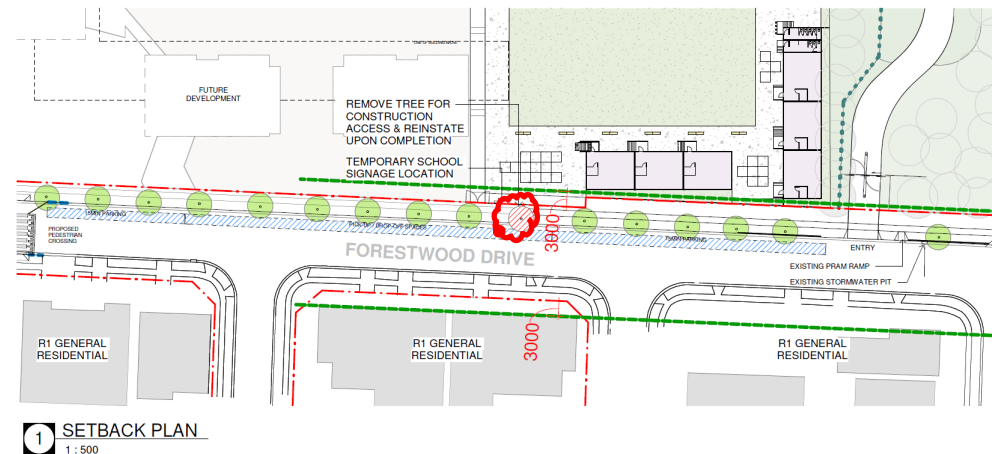 FUTURE
DEVELOPMENT
REMOVE TREE FOR
CONSTRUCTION
ACCESS & REINSTATE
UPON COMPLETION
TEMPORARY SCHOOL
SIGNAGE LOCATION
3000
15MIN PARKING
PROPOSED
PEDESTRIAN
CROSSING
FORESTWOOD DRIVE
ENTRY
EXISTING PRAM RAMP
EXISTING STORMWATER PIT
R1 GENERAL
RESIDENTIAL
R1 GENERAL
RESIDENTIAL
3000
R1 GENERAL
RESIDENTIAL
1
SETBACK PLAN
1 : 500